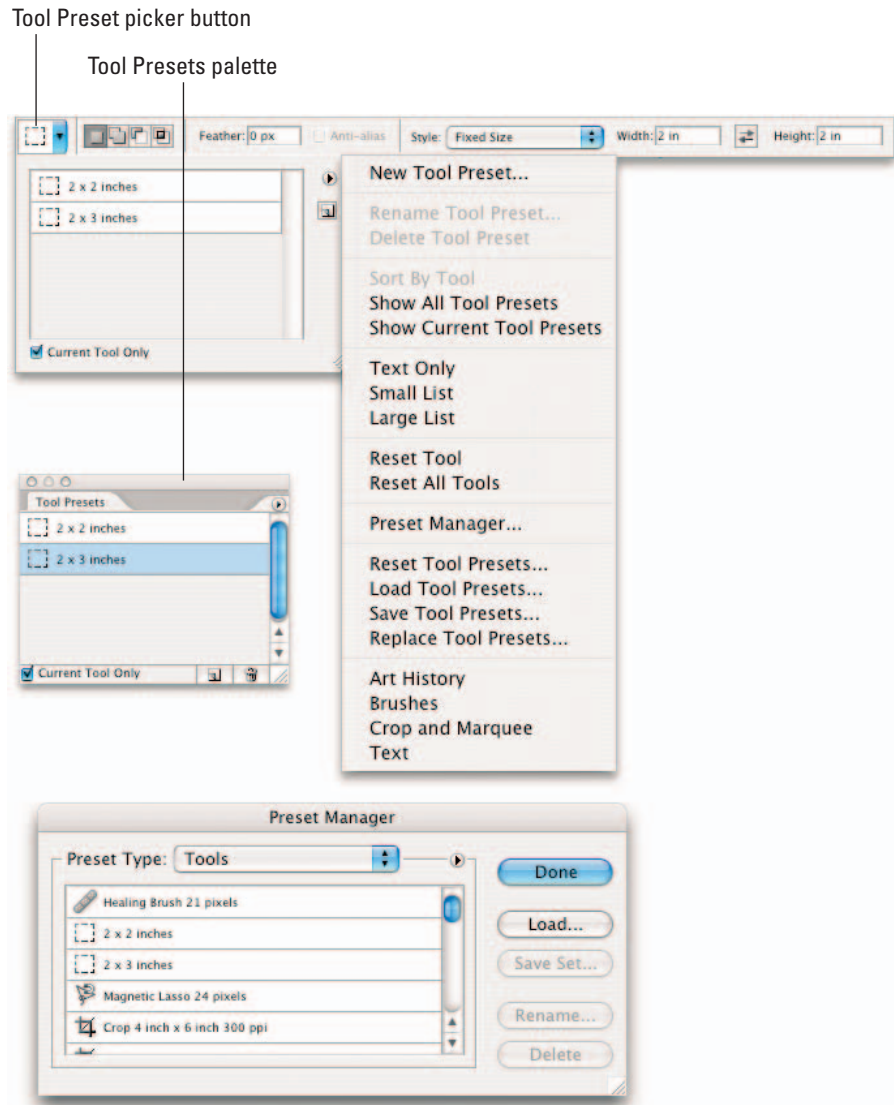 Tool Preset picker button
Tool Presets palette
Feather: 0 px Anti-alias Style: Fixed Size Width: 2 in Height: 2 in
2 x 2 inches
2 x 3 inches
Current Tool Only
New Tool Preset...
Rename Tool Preset...
Delete Tool Preset
Sort By Tool
Show All Tool Presets
Show Current Tool Presets
Text Only
Small List
Large List
Reset Tool
Reset All Tools
Preset Manager...
Reset Tool Presets...
Load Tool Presets...
Save Tool Presets...
Replace Tool Presets...
Art History
Brushes
Crop and Marquee
Text
Tool Presets
2 x 2 inches
2 x 3 inches
Current Tool Only
Preset Manager
Preset Type: Tools
Healing Brush 21 pixels
2 x 2 inches
2 x 3 inches
Magnetic Lasso 24 pixels
Crop 4 inch x 6 inch 300 ppi
Done
Load...
Save Set...
Rename...
Delete